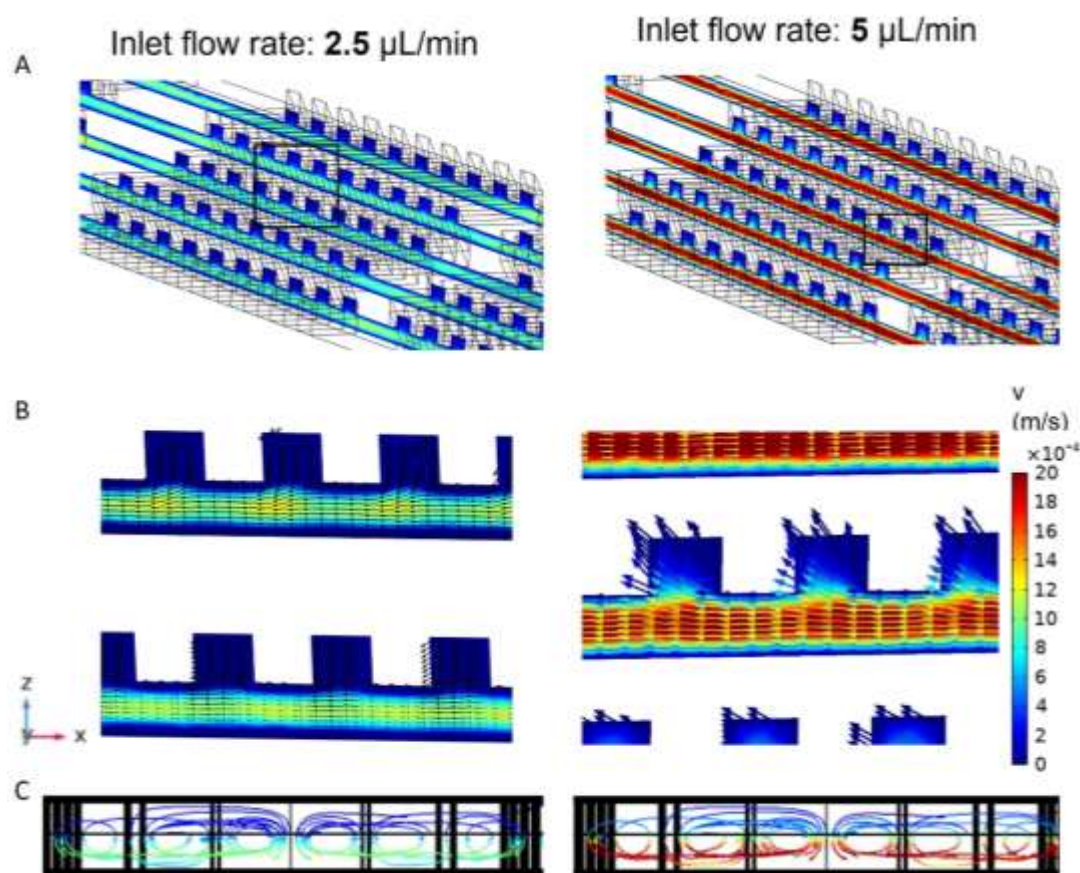 Inlet flow rate: 2.5 µL/min
Inlet flow rate: 5 µL/min
A
B
v
(m/s)
×10⁻⁴
20
18
16
14
12
10
8
6
4
2
0
z
y
x
C